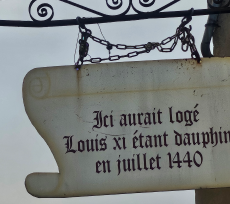 Ici aurait logé
Louis xi étant dauphin
en juillet 1440